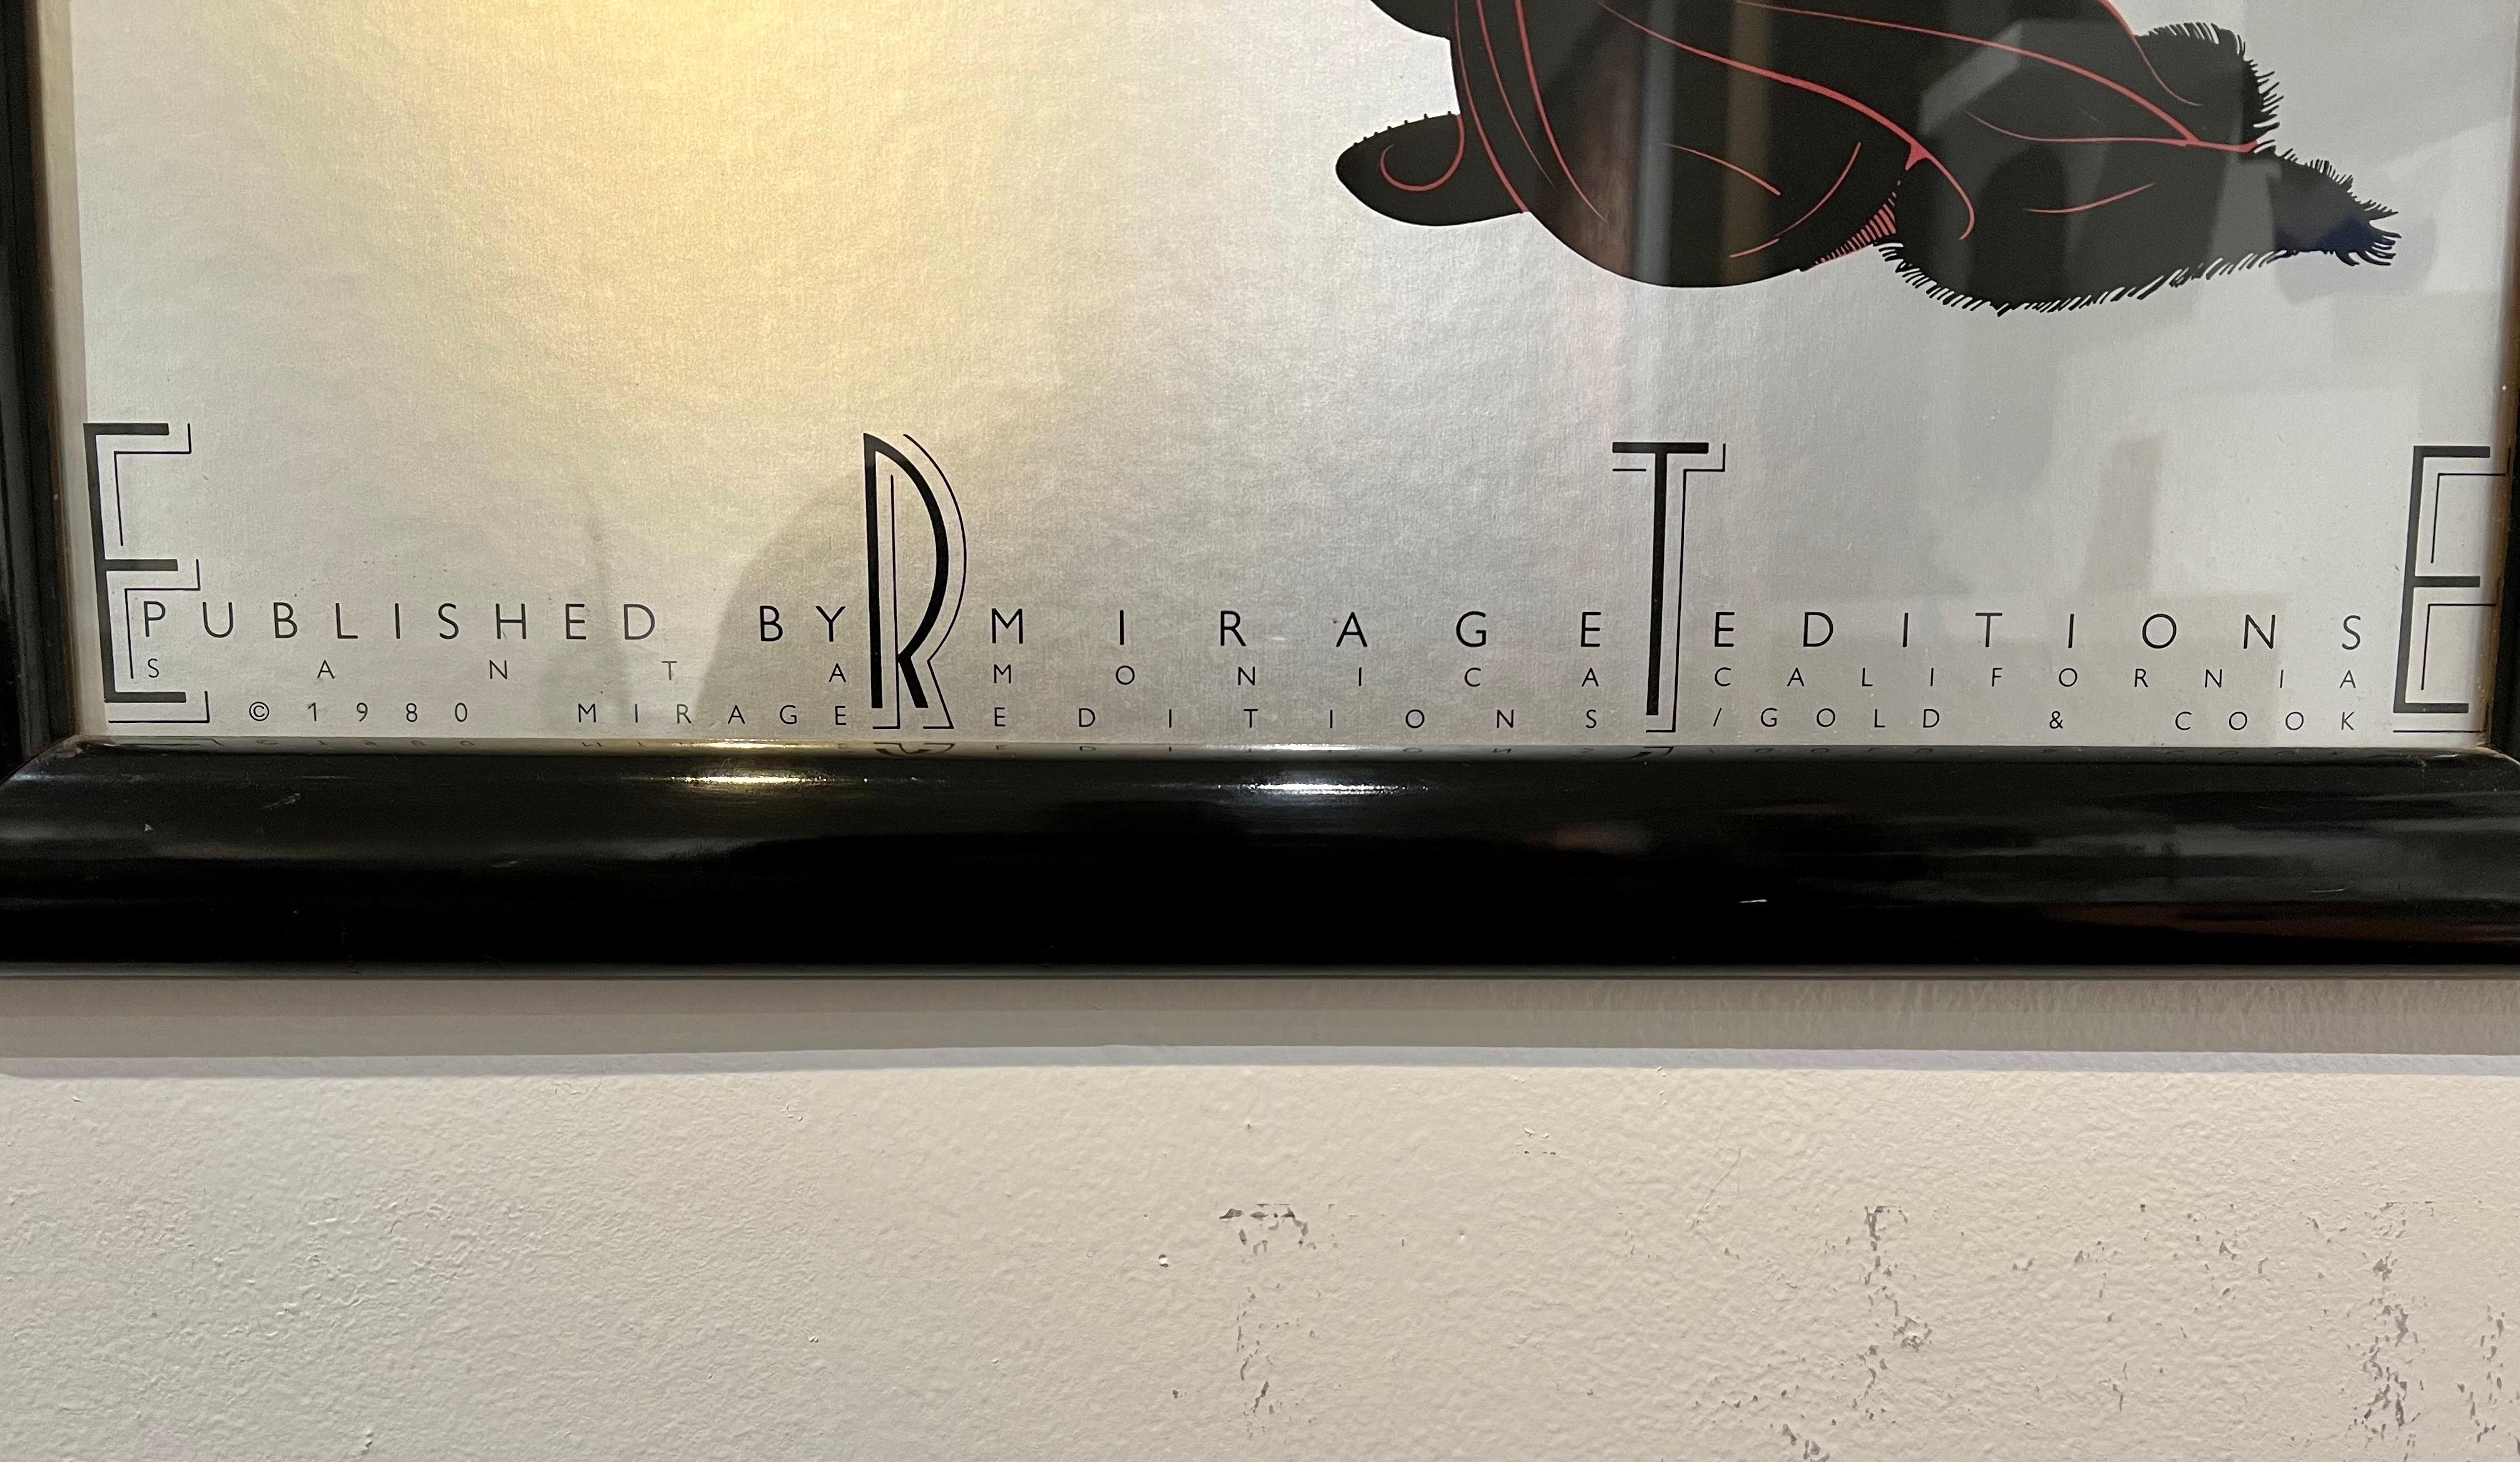 ERTE
PUBLISHED BY MIRAGE EDITIONS
SANTA MONICA CALIFORNIA
©1980 MIRAGE EDITIONS/GOLD & COOK